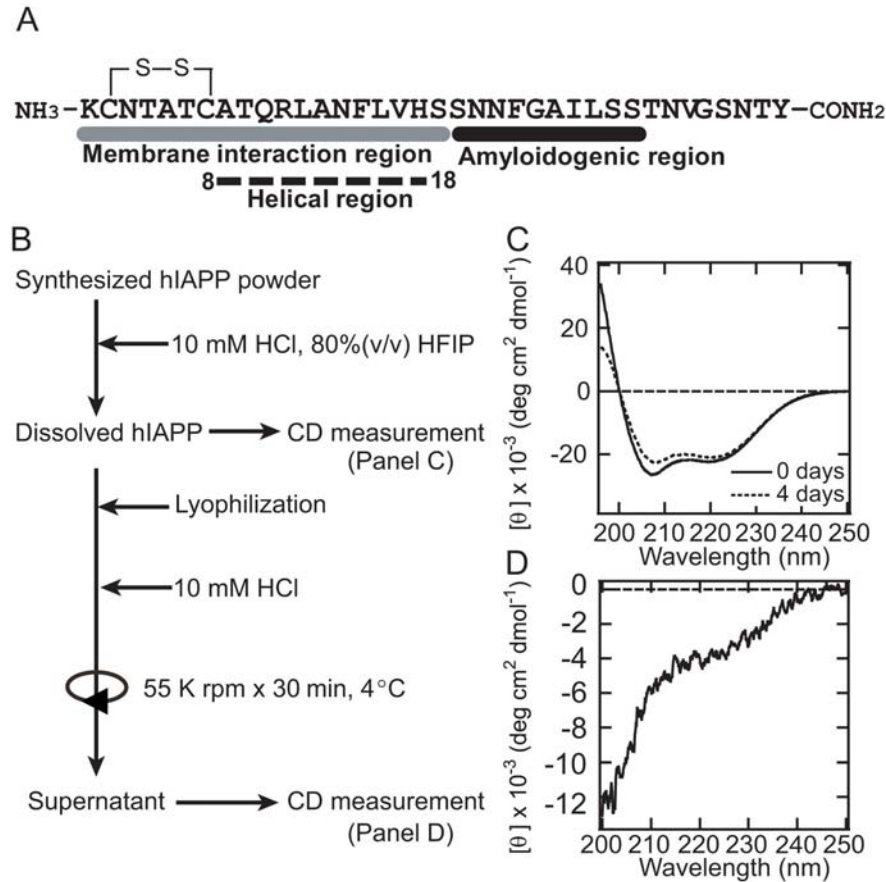 A
S–S
NH3–KCNTATCATQRLANFLVHSSNNFGAILSSTNVGSNTY–CONH2
Membrane interaction region
Amyloidogenic region
8 18
Helical region
B
Synthesized hIAPP powder
10 mM HCl, 80%(v/v) HFIP
Dissolved hIAPP
CD measurement
(Panel C)
Lyophilization
10 mM HCl
55 K rpm x 30 min, 4°C
Supernatant
CD measurement
(Panel D)
C
[θ] x 10-3 (deg cm2 dmol-1)
40
20
0
-20
0 days
4 days
200 210 220 230 240 250
Wavelength (nm)
D
[θ] x 10-3 (deg cm2 dmol-1)
0
-2
-4
-6
-8
-10
-12
200 210 220 230 240 250
Wavelength (nm)